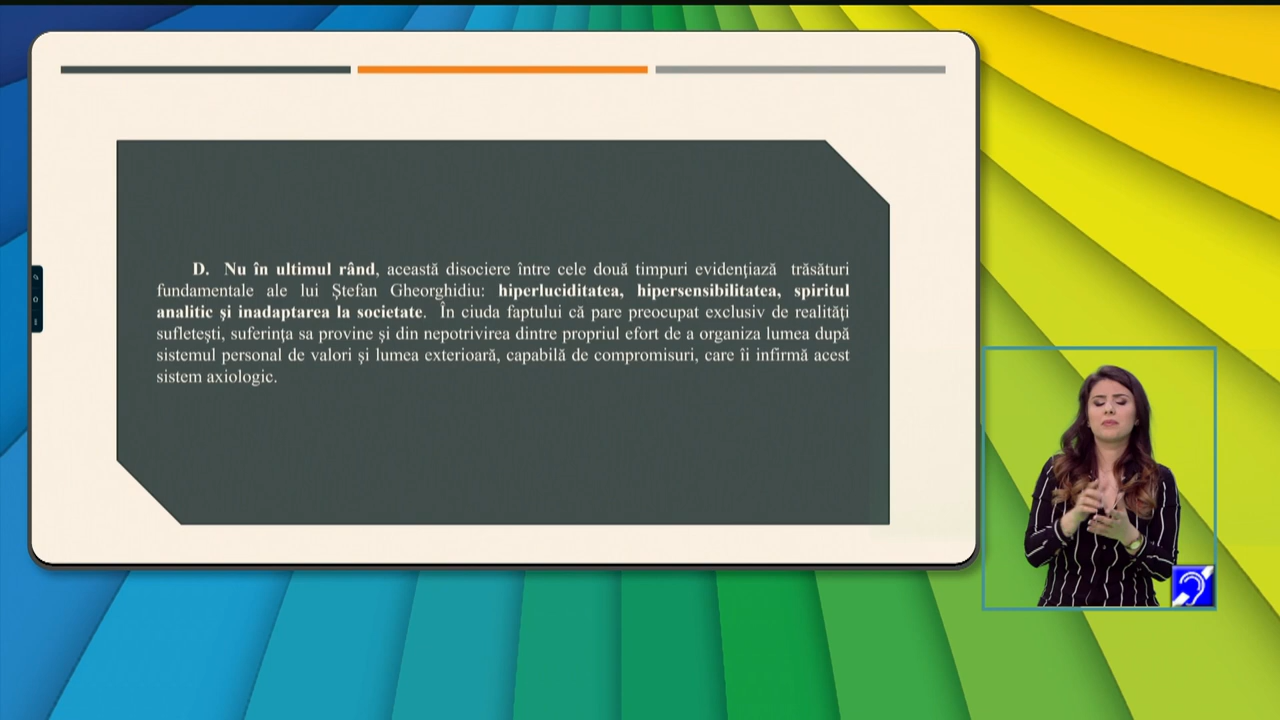 D. Nu în ultimul rând, această disociere între cele două timpuri evidențiază trăsături
fundamentale ale lui Ștefan Gheorghidiu: hiperluciditatea, hipersensibilitatea, spiritul
analitic și inadaptarea la societate. În ciuda faptului că pare preocupat exclusiv de realități
sufletești, suferința sa provine și din nepotrivirea dintre propriul efort de a organiza lumea după
sistemul personal de valori și lumea exterioară, capabilă de compromisuri, care îi infirmă acest
sistem axiologic.